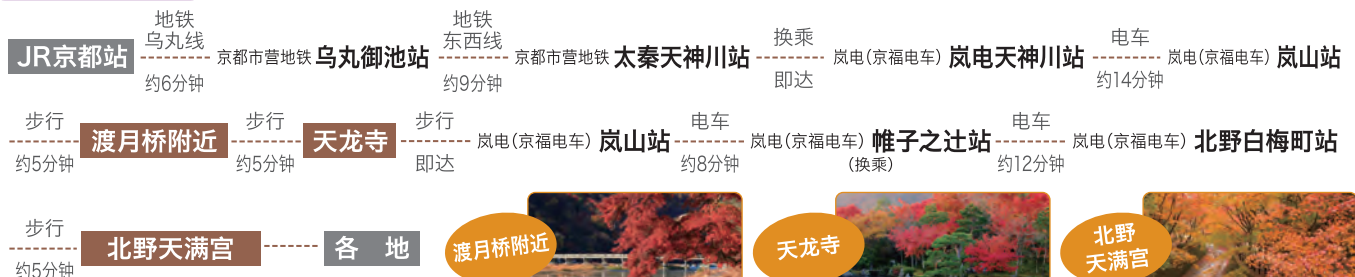 地铁 乌丸线 地铁 东西线 换乘 电车
JR京都站 京都市营地铁 乌丸御池站 京都市营地铁 太秦天神川站 岚电（京福电车） 岚电天神川站 岚电（京福电车） 岚山站
约6分钟 约9分钟 即达 约14分钟
步行 步行 步行 电车 电车
渡月桥附近 天龙寺 岚电（京福电车） 岚山站 岚电（京福电车） 帷子之辻站 岚电（京福电车） 北野白梅町站
约5分钟 约5分钟 即达 约8分钟 （换乘） 约12分钟
步行
北野天满宫 各 地
约5分钟
渡月桥附近
天龙寺
北野
天满宫